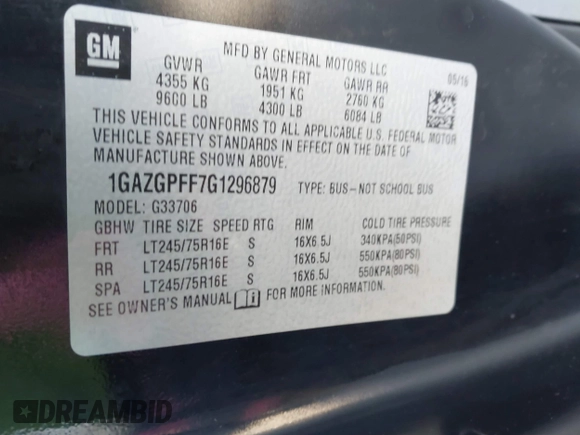 GM
MFD BY GENERAL MOTORS LLC
05/16
GVWR GAWR FRT GAWR RR
4355 KG 1951 KG 2760 KG
9600 LB 4300 LB 6084 LB
THIS VEHICLE CONFORMS TO ALL APPLICABLE U.S. FEDERAL MOTOR
VEHICLE SAFETY STANDARDS IN EFFECT ON THE DATE OF
MANUFACTURE SHOWN ABOVE.
1GAZGPFF7G1296879 TYPE: BUS-NOT SCHOOL BUS
MODEL: G33706
GBHW TIRE SIZE SPEED RTG RIM COLD TIRE PRESSURE
FRT LT245/75R16E S 16X6.5J 340KPA(50PSI)
RR LT245/75R16E S 16X6.5J 550KPA(80PSI)
SPA LT245/75R16E S 16X6.5J 550KPA(80PSI)
SEE OWNER'S MANUAL FOR MORE INFORMATION.
DREAMBID